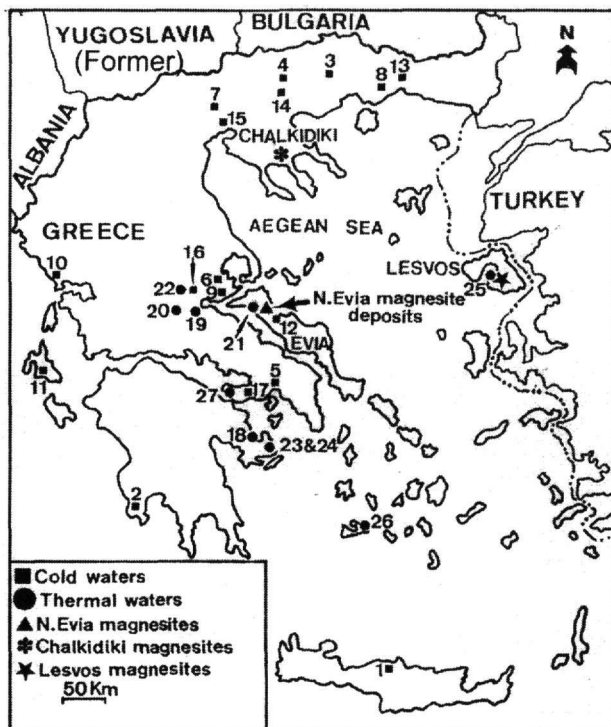 BULGARIA
YUGOSLAVIA
(Former)
N
4 3 13
8
7 14
15
CHALKIDIKI
ALBANIA
TURKEY
AEGEAN SEA
GREECE
10 16 LESVOS
22 6 25
9 N.Evia magnesite
deposits
20 19 12
21 EVIA
11 5
27 17
18
23&24
2
26
1
Cold waters
Thermal waters
N.Evia magnesites
Chalkidiki magnesites
Lesvos magnesites
50Km